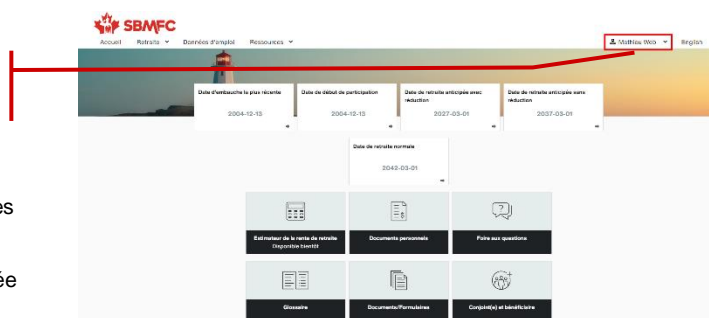 SBMFC
Accueil Retraite Données d'emploi Ressources Mathieu Web English
Date d'embauche la plus récente
2004-12-13
Date de début de participation
2004-12-13
Date de retraite anticipée avec
réduction
2027-03-01
Date de retraite anticipée sans
réduction
2037-03-01
Date de retraite normale
2042-03-01
es
ée
Estimateur de la rente de retraite
Disponible bientôt
Documents personnels
Foire aux questions
Glossaire
Documents/Formulaires
Conjoint(e) et bénéficiaire